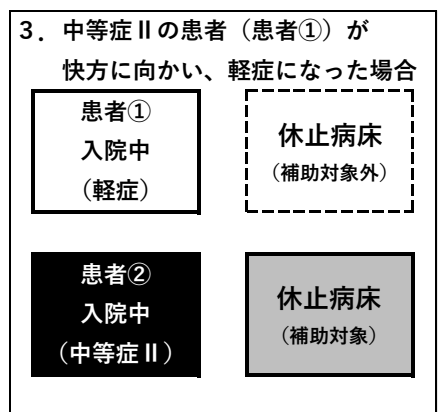 ３．中等症Ⅱの患者（患者①）が
快方に向かい、軽症になった場合
患者①
入院中
（軽症）
休止病床
（補助対象外）
患者②
入院中
（中等症Ⅱ）
休止病床
（補助対象）